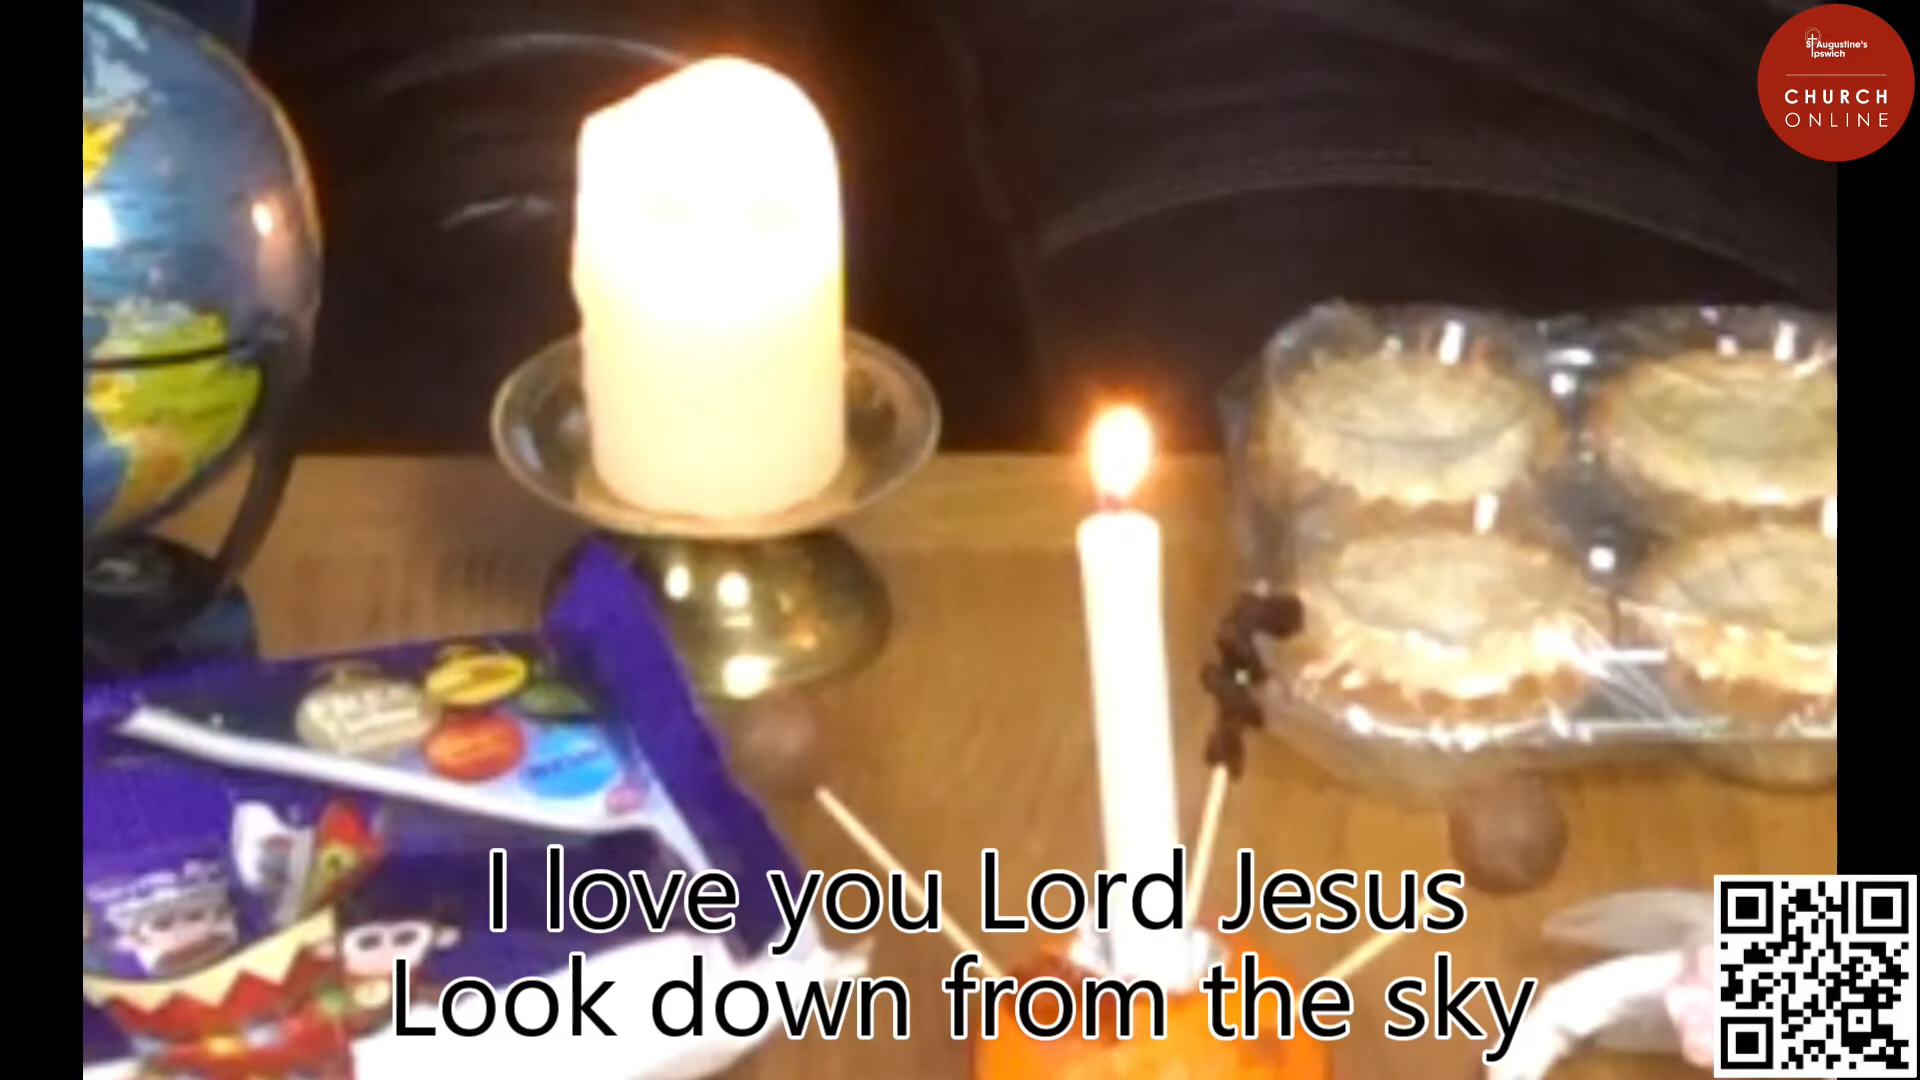 St Augustine's
Ipswich
CHURCH
ONLINE
I love you Lord Jesus
Look down from the sky